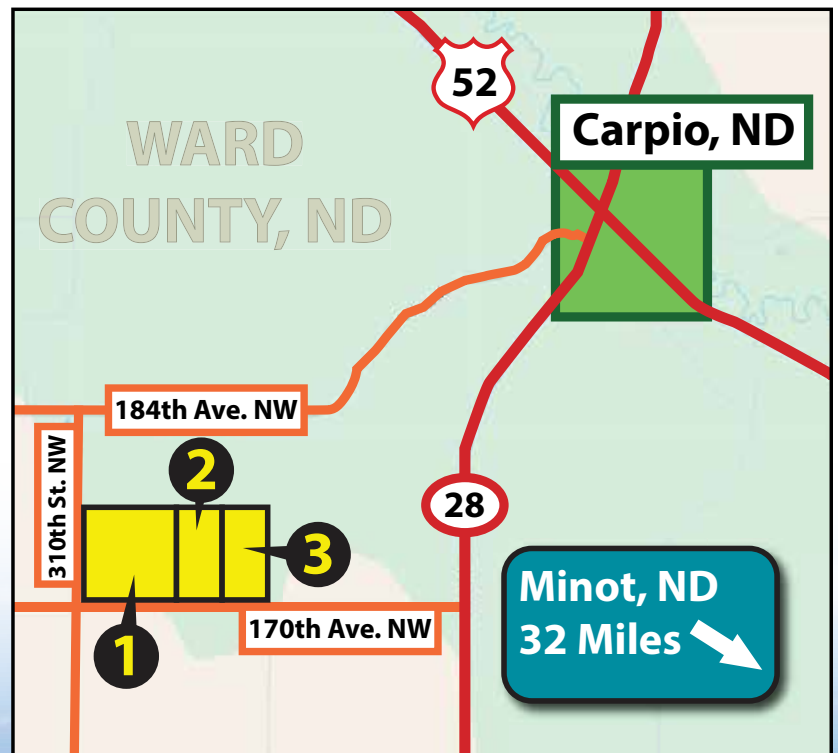 52
Carpio, ND
WARD
COUNTY, ND
184th Ave. NW
310th St. NW
2
28
3
Minot, ND
32 Miles
170th Ave. NW
1